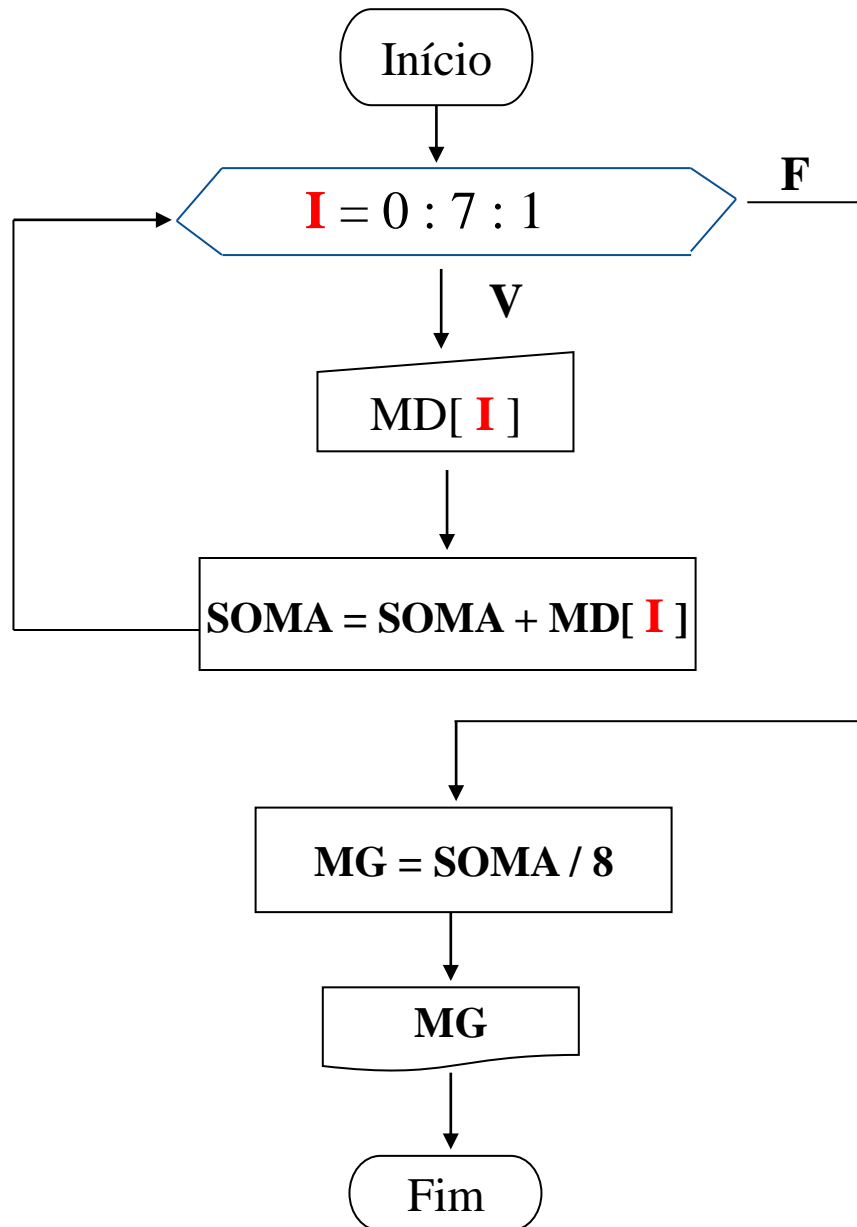 Início
I = 0 : 7 : 1
F
V
MD[ I ]
SOMA = SOMA + MD[ I ]
MG = SOMA / 8
MG
Fim